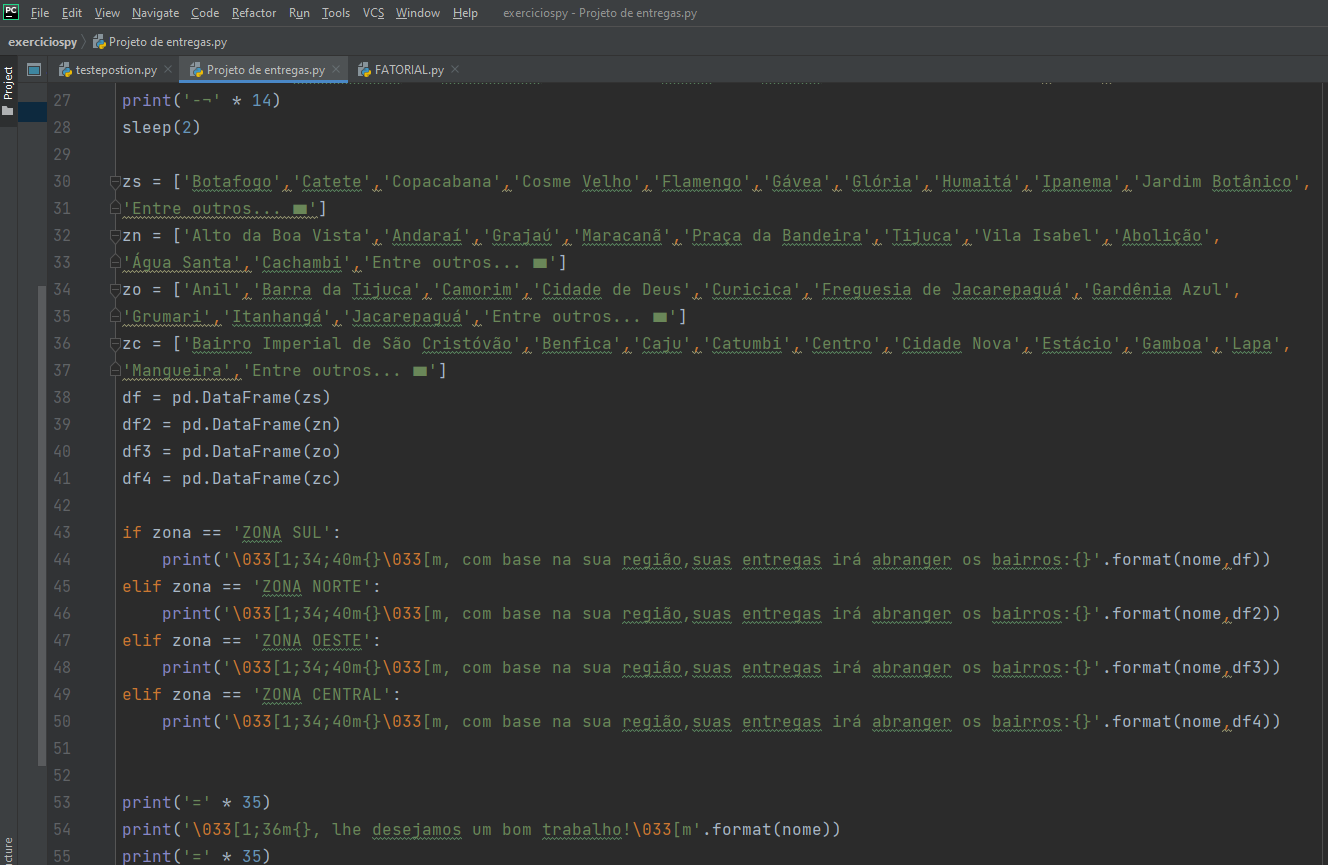 PC File Edit View Navigate Code Refactor Run Tools VCS Window Help exerciciospy - Projeto de entregas.py
exerciciospy Projeto de entregas.py
Project
testepostion.py Projeto de entregas.py FATORIAL.py
27 print('-¬' * 14)
28 sleep(2)
29
30 zs = ['Botafogo','Catete','Copacabana','Cosme Velho','Flamengo','Gávea','Glória','Humaitá','Ipanema','Jardim Botânico',
31 'Entre outros... ']
32 zn = ['Alto da Boa Vista','Andaraí','Grajaú','Maracanã','Praça da Bandeira','Tijuca','Vila Isabel','Abolição',
33 'Água Santa','Cachambi','Entre outros... ']
34 zo = ['Anil','Barra da Tijuca','Camorim','Cidade de Deus','Curicica','Freguesia de Jacarepaguá','Gardênia Azul',
35 'Grumari','Itanhangá','Jacarepaguá','Entre outros... ']
36 zc = ['Bairro Imperial de São Cristóvão','Benfica','Caju','Catumbi','Centro','Cidade Nova','Estácio','Gamboa','Lapa',
37 'Mangueira','Entre outros... ']
38 df = pd.DataFrame(zs)
39 df2 = pd.DataFrame(zn)
40 df3 = pd.DataFrame(zo)
41 df4 = pd.DataFrame(zc)
42
43 if zona == 'ZONA SUL':
44     print('\033[1;34;40m{}\033[m, com base na sua região,suas entregas irá abranger os bairros:{}'.format(nome,df))
45 elif zona == 'ZONA NORTE':
46     print('\033[1;34;40m{}\033[m, com base na sua região,suas entregas irá abranger os bairros:{}'.format(nome,df2))
47 elif zona == 'ZONA OESTE':
48     print('\033[1;34;40m{}\033[m, com base na sua região,suas entregas irá abranger os bairros:{}'.format(nome,df3))
49 elif zona == 'ZONA CENTRAL':
50     print('\033[1;34;40m{}\033[m, com base na sua região,suas entregas irá abranger os bairros:{}'.format(nome,df4))
51
52
53 print('=' * 35)
54 print('\033[1;36m{}, lhe desejamos um bom trabalho!\033[m'.format(nome))
55 print('=' * 35)